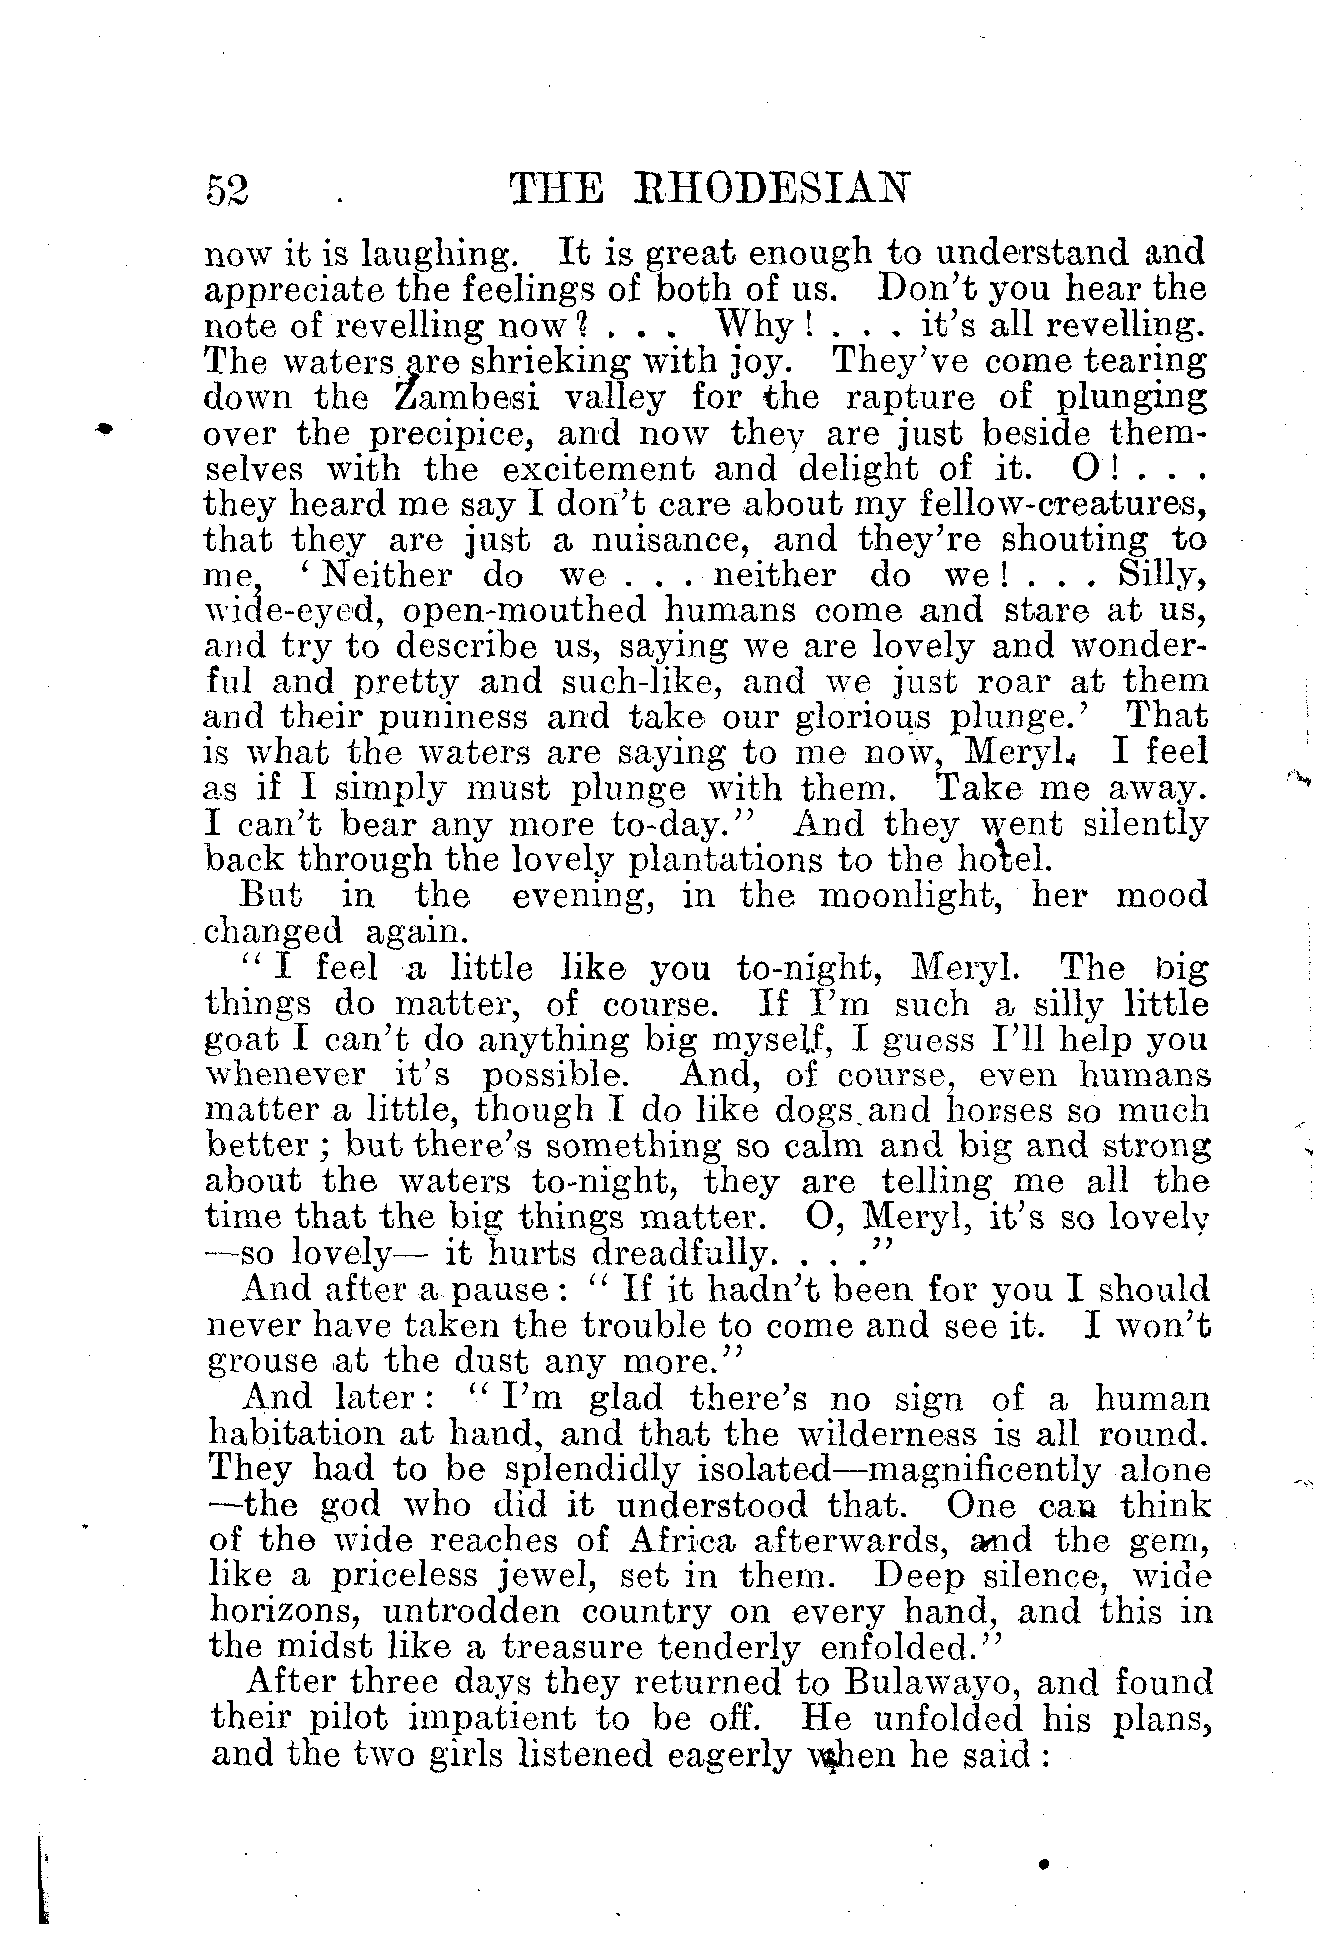 52 THE RHODESIAN
now it is laughing. It is great enough to understand and
appreciate the feelings of both of us. Don't you hear the
note of revelling now? . . . Why! . . . it's all revelling.
The waters are shrieking with joy. They've come tearing
down the Zambesi valley for the rapture of plunging
over the precipice, and now they are just beside them-
selves with the excitement and delight of it. O! . . .
they heard me say I don't care about my fellow-creatures,
that they are just a nuisance, and they're shouting to
me, 'Neither do we . . . neither do we! . . . Silly,
wide-eyed, open-mouthed humans come and stare at us,
and try to describe us, saying we are lovely and wonder-
ful and pretty and such-like, and we just roar at them
and their puniness and take our glorious plunge.' That
is what the waters are saying to me now, Meryl. I feel
as if I simply must plunge with them. Take me away.
I can't bear any more to-day." And they went silently
back through the lovely plantations to the hotel.
But in the evening, in the moonlight, her mood
changed again.
"I feel a little like you to-night, Meryl. The big
things do matter, of course. If I'm such a silly little
goat I can't do anything big myself, I guess I'll help you
whenever it's possible. And, of course, even humans
matter a little, though I do like dogs and horses so much
better; but there's something so calm and big and strong
about the waters to-night, they are telling me all the
time that the big things matter. O, Meryl, it's so lovely
—so lovely— it hurts dreadfully. . . ."
And after a pause: "If it hadn't been for you I should
never have taken the trouble to come and see it. I won't
grouse at the dust any more."
And later: "I'm glad there's no sign of a human
habitation at hand, and that the wilderness is all round.
They had to be splendidly isolated—magnificently alone
—the god who did it understood that. One can think
of the wide reaches of Africa afterwards, and the gem,
like a priceless jewel, set in them. Deep silence, wide
horizons, untrodden country on every hand, and this in
the midst like a treasure tenderly enfolded."
After three days they returned to Bulawayo, and found
their pilot impatient to be off. He unfolded his plans,
and the two girls listened eagerly when he said: